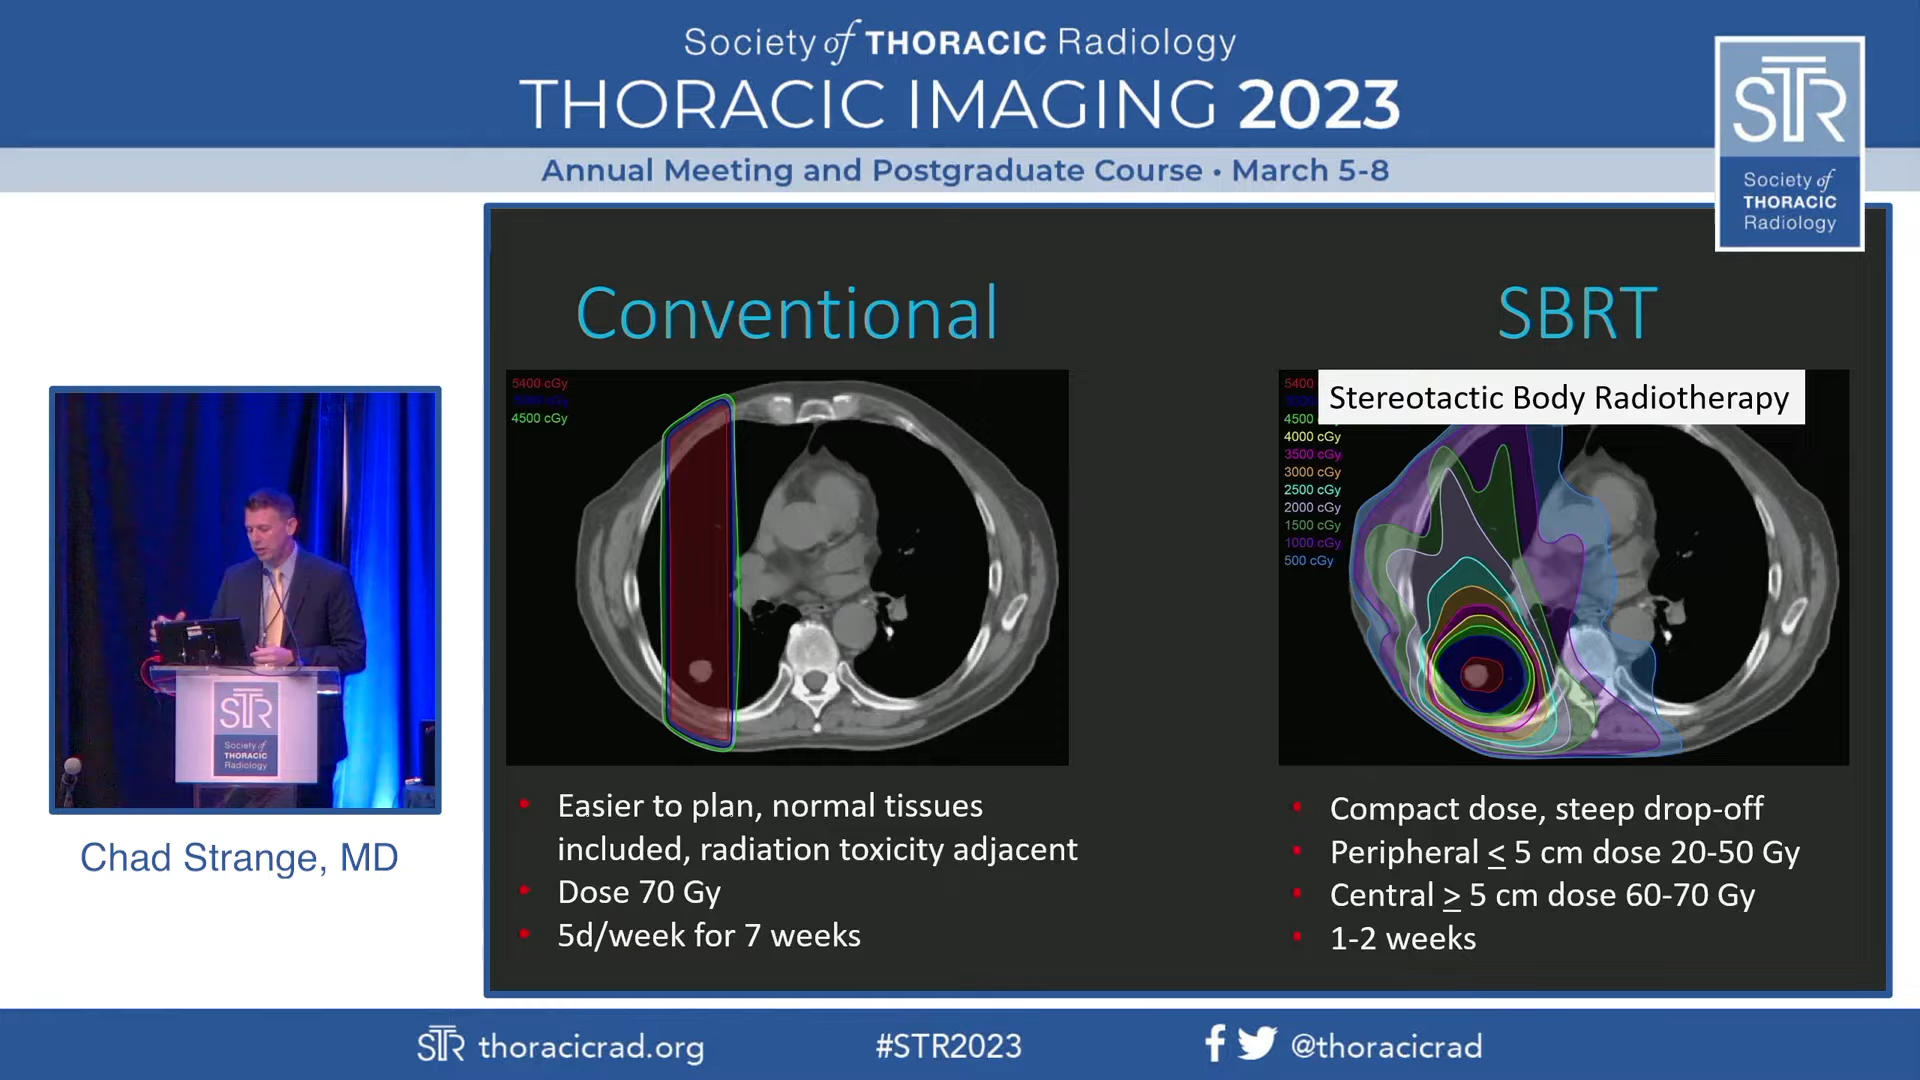 Society of THORACIC Radiology
THORACIC IMAGING 2023
Annual Meeting and Postgraduate Course • March 5-8
STR
Society of
THORACIC
Radiology
Conventional
5400 cGy
4500 cGy
• Easier to plan, normal tissues
included, radiation toxicity adjacent
• Dose 70 Gy
• 5d/week for 7 weeks
SBRT
Stereotactic Body Radiotherapy
5400
4500
4000 cGy
3500 cGy
3000 cGy
2500 cGy
2000 cGy
1500 cGy
1000 cGy
500 cGy
• Compact dose, steep drop-off
• Peripheral ≤ 5 cm dose 20-50 Gy
• Central ≥ 5 cm dose 60-70 Gy
• 1-2 weeks
STR
Society of
THORACIC
Radiology
Chad Strange, MD
STR thoracicrad.org
#STR2023
@thoracicrad